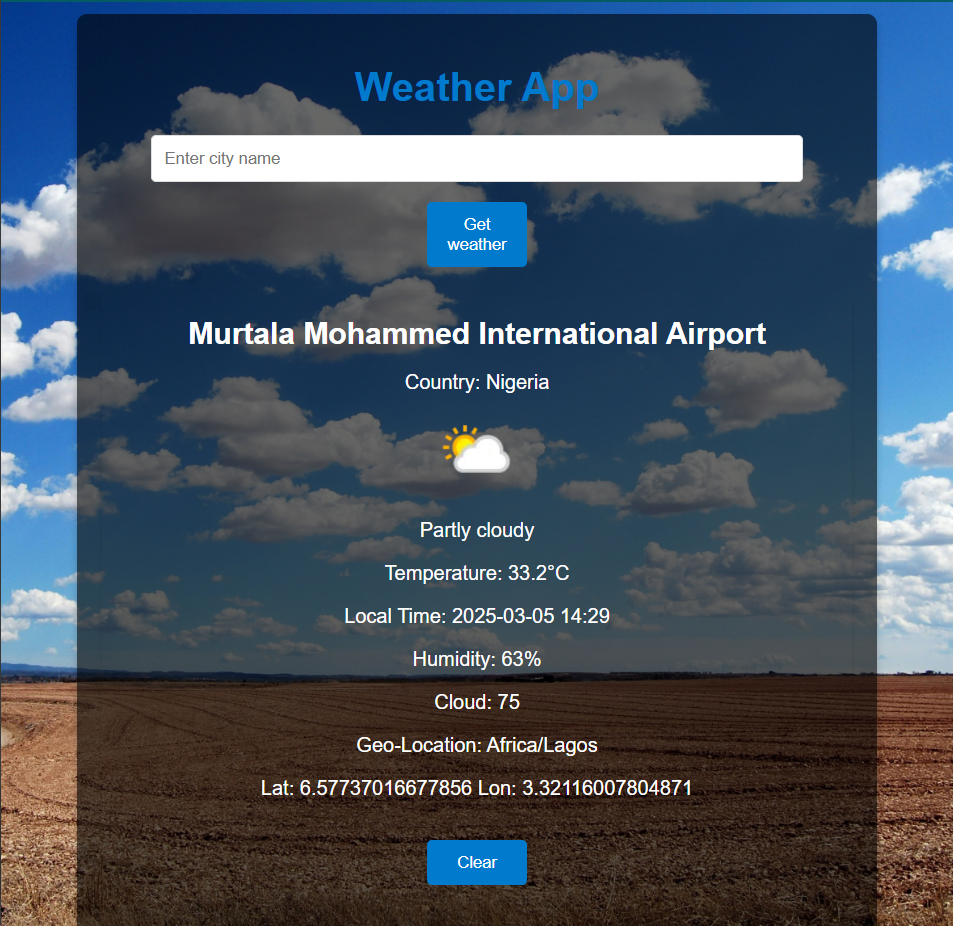 Weather App
Enter city name
Get
weather
Murtala Mohammed International Airport
Country: Nigeria
Partly cloudy
Temperature: 33.2°C
Local Time: 2025-03-05 14:29
Humidity: 63%
Cloud: 75
Geo-Location: Africa/Lagos
Lat: 6.57737016677856 Lon: 3.32116007804871
Clear